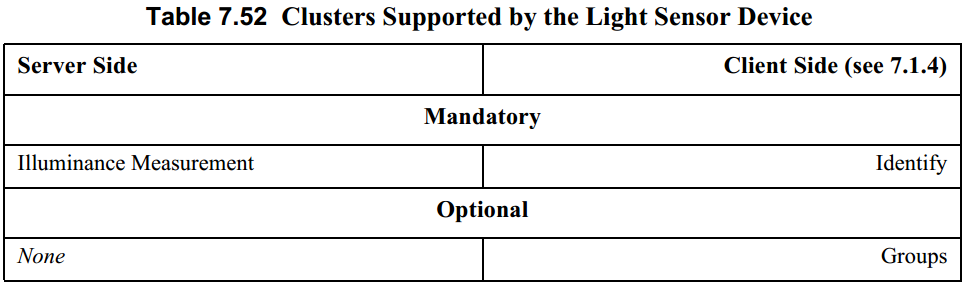 Table 7.52 Clusters Supported by the Light Sensor Device
Server Side Client Side (see 7.1.4)
Mandatory
Illuminance Measurement Identify
Optional
None Groups